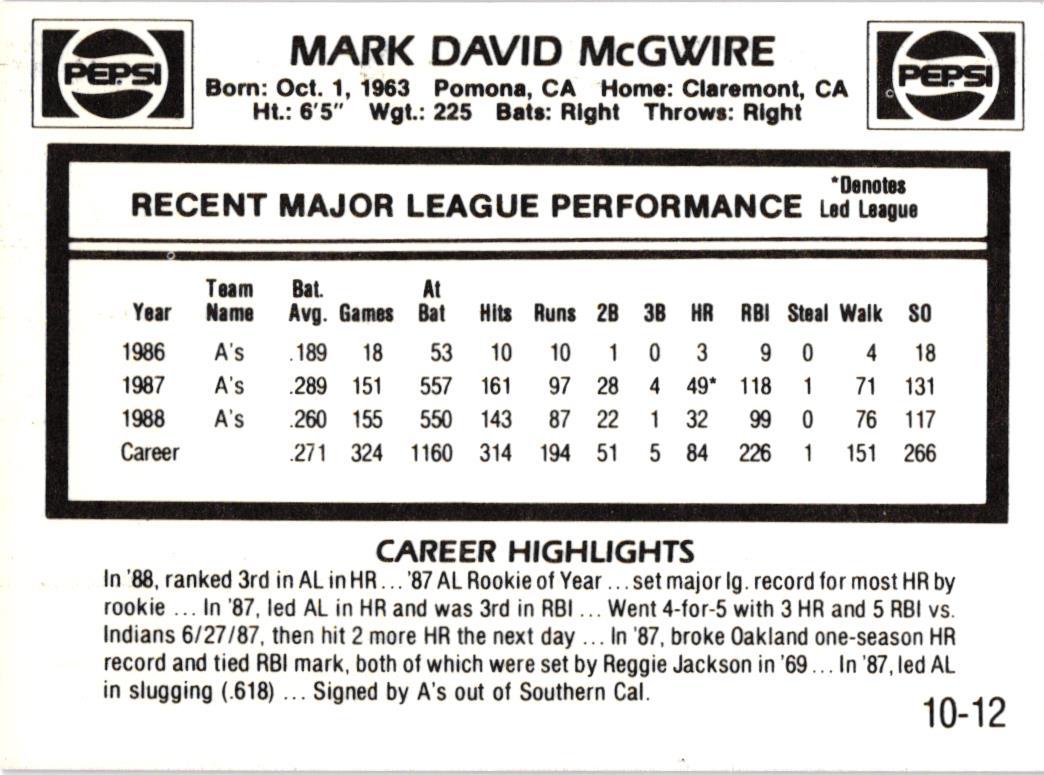 PEPSI
MARK DAVID McGWIRE
Born: Oct. 1, 1963 Pomona, CA Home: Claremont, CA
Ht.: 6'5" Wgt.: 225 Bats: Right Throws: Right
PEPSI
©
RECENT MAJOR LEAGUE PERFORMANCE
*Denotes
Led League
Year Team Name Bat. Avg. Games At Bat Hits Runs 2B 3B HR RBI Steal Walk SO
1986 A's .189 18 53 10 10 1 0 3 9 0 4 18
1987 A's .289 151 557 161 97 28 4 49* 118 1 71 131
1988 A's .260 155 550 143 87 22 1 32 99 0 76 117
Career .271 324 1160 314 194 51 5 84 226 1 151 266
CAREER HIGHLIGHTS
In '88, ranked 3rd in AL in HR ... '87 AL Rookie of Year ... set major lg. record for most HR by
rookie ... In '87, led AL in HR and was 3rd in RBI ... Went 4-for-5 with 3 HR and 5 RBI vs.
Indians 6/27/87, then hit 2 more HR the next day ... In '87, broke Oakland one-season HR
record and tied RBI mark, both of which were set by Reggie Jackson in '69 ... In '87, led AL
in slugging (.618) ... Signed by A's out of Southern Cal.
10-12